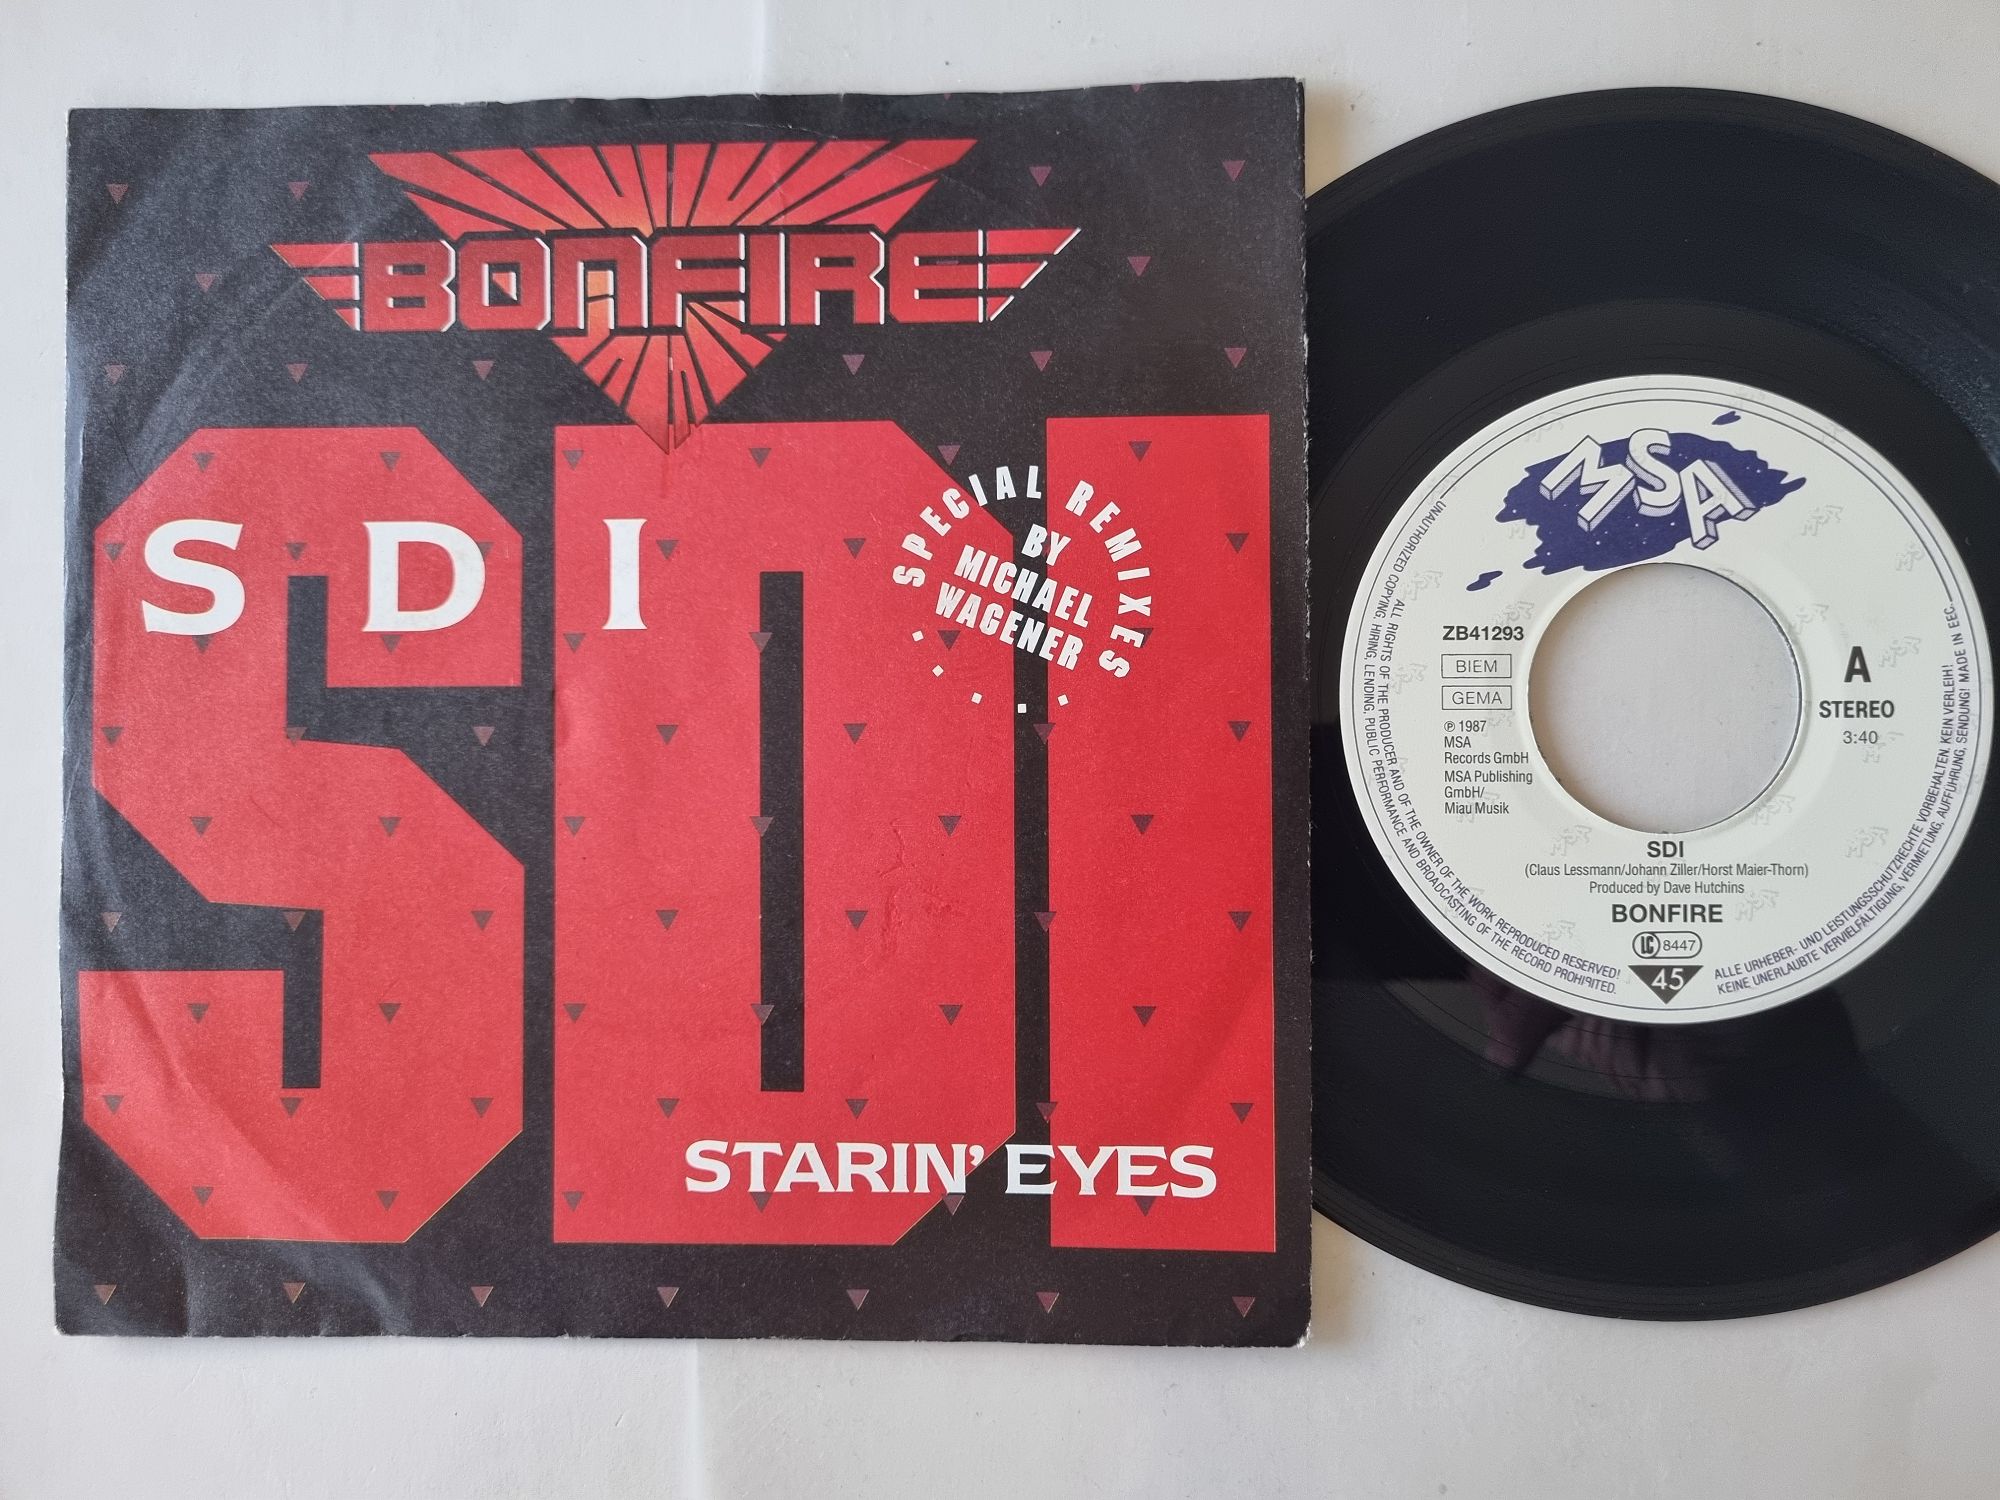 BONFIRE
SDI
S D I
SPECIAL REMIXES
BY
MICHAEL
WAGENER
STARIN' EYES
MSA
UNAUTHORIZED COPYING, HIRING, LENDING, PUBLIC PERFORMANCE AND BROADCASTING OF THE RECORD PROHIBITED.
ALL RIGHTS OF THE PRODUCER AND OF THE OWNER OF THE WORK REPRODUCED RESERVED!
ZB41293
BIEM
GEMA
℗ 1987
MSA
Records GmbH
MSA Publishing
GmbH/
Miau Musik
A
STEREO
3:40
SDI
(Claus Lessmann/Johann Ziller/Horst Maier-Thorn)
Produced by Dave Hutchins
BONFIRE
LC 8447
45
ALLE URHEBER- UND LEISTUNGSSCHUTZRECHTE VORBEHALTEN. KEIN VERLEIH!
KEINE UNERLAUBTE VERVIELFÄLTIGUNG, VERMIETUNG, AUFFÜHRUNG, SENDUNG! MADE IN EEC.